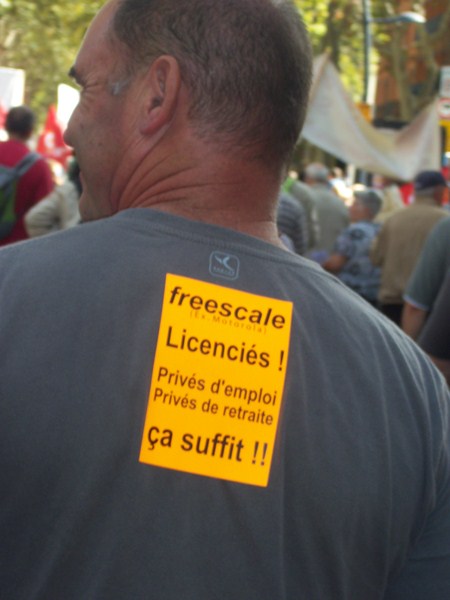 freescale
(Ex Motorola)
Licenciés !
Privés d'emploi
Privés de retraite
ça suffit !!